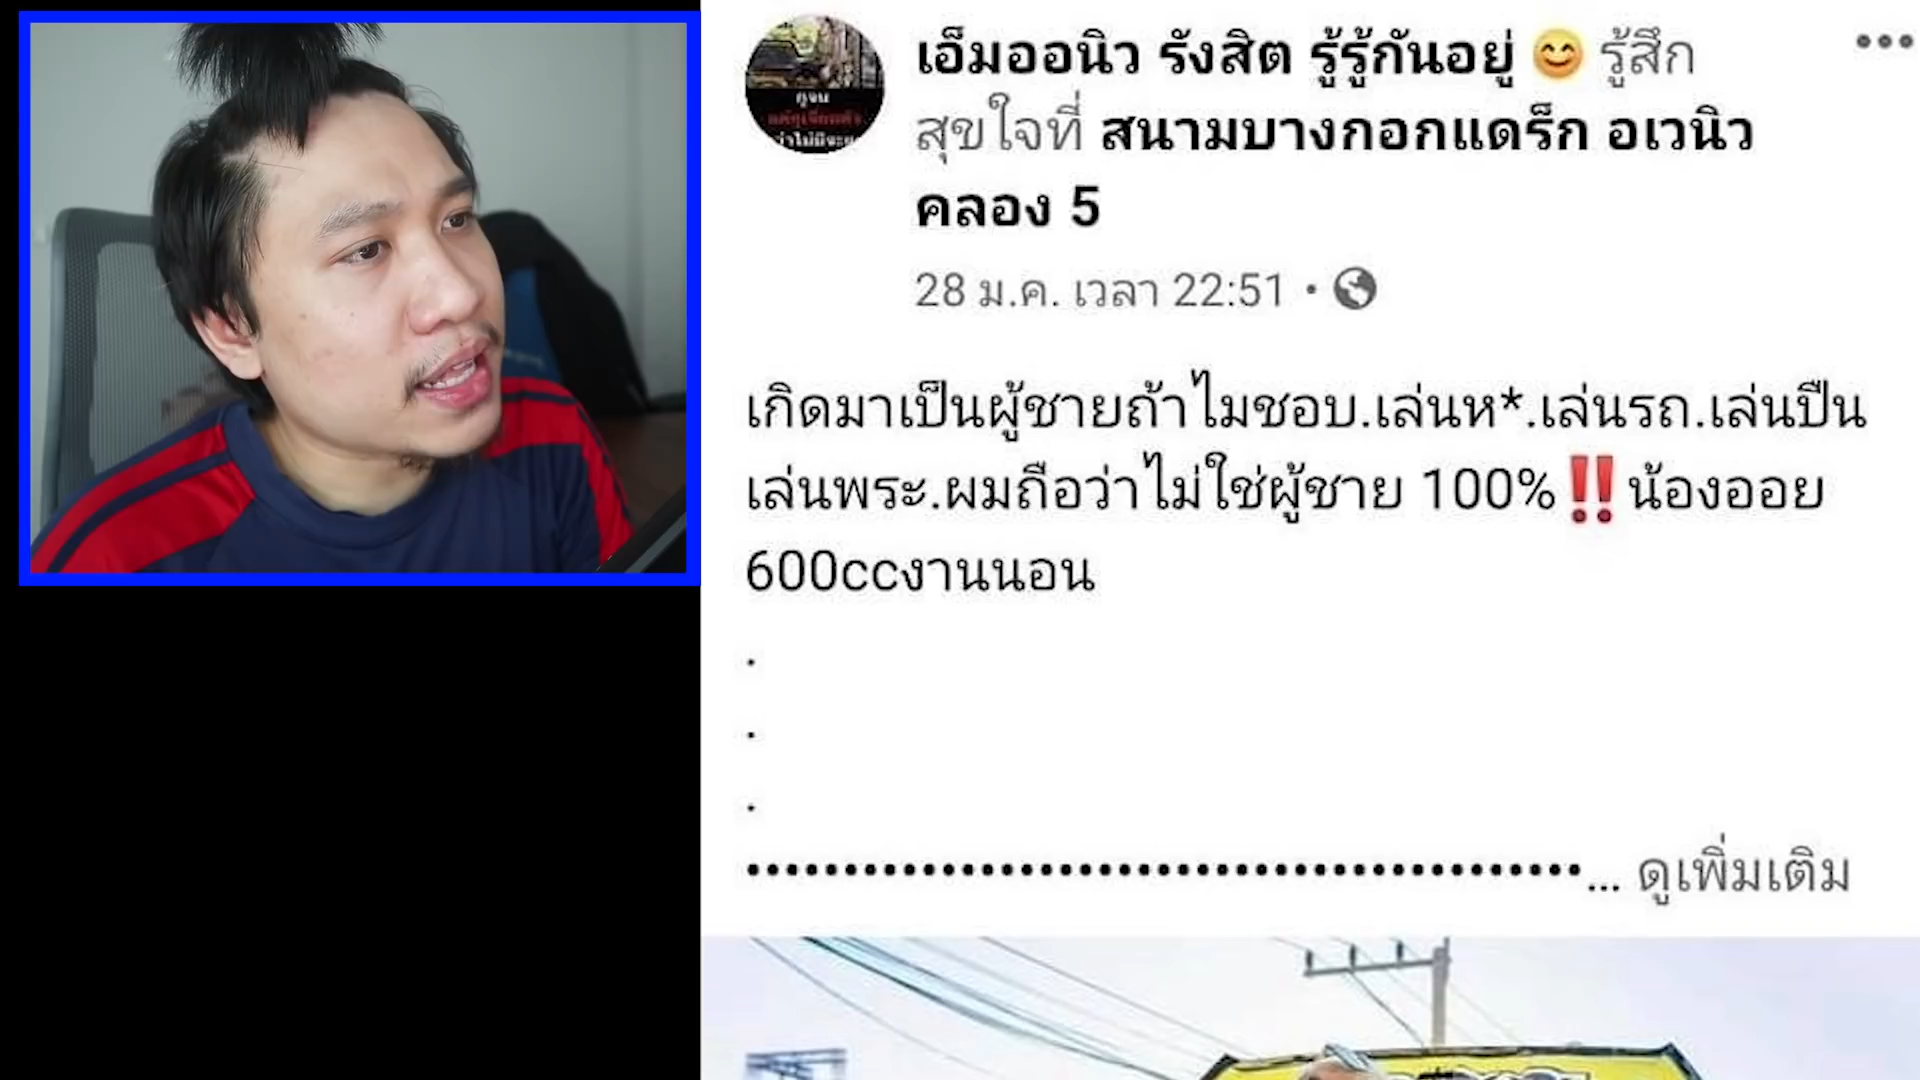 เอ็มออนิว รังสิต รู้รู้กันอยู่ 😊 รู้สึก
สุขใจที่ สนามบางกอกแดร็ก อเวนิว
คลอง 5
28 ม.ค. เวลา 22:51 •
เกิดมาเป็นผู้ชายถ้าไมชอบ.เล่นห*.เล่นรถ.เล่นปืน
เล่นพระ.ผมถือว่าไม่ใช่ผู้ชาย 100%‼️น้องออย
600ccงานนอน
.
.
.
•••••••••••••••••••••••••••••••••••••••••••... ดูเพิ่มเติม